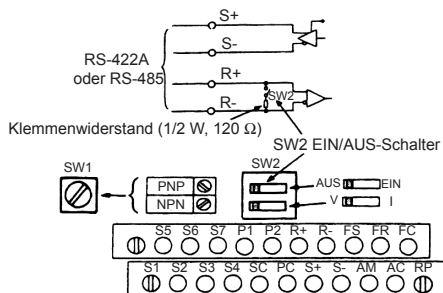 S+
S-
RS-422A
oder RS-485
R+
R-
SW2
Klemmenwiderstand (1/2 W, 120 Ω)
SW2 EIN/AUS-Schalter
SW1
PNP
NPN
SW2
AUS EIN
V I
S5 S6 S7 P1 P2 R+ R- FS FR FC
S1 S2 S3 S4 SC PC S+ S- AM AC RP